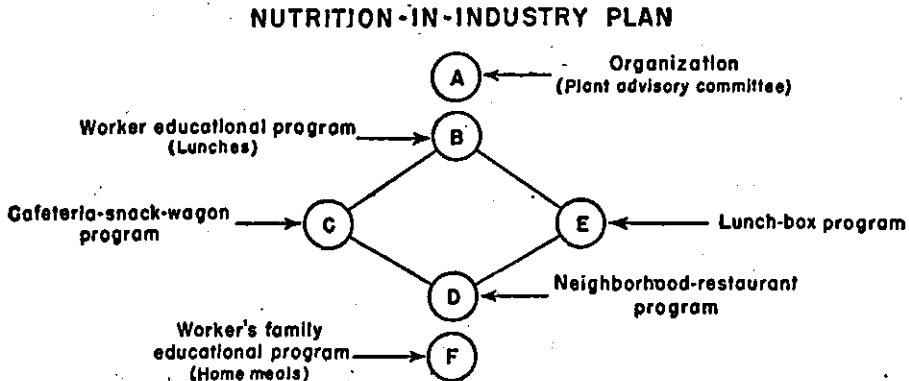 NUTRITION-IN-INDUSTRY PLAN
A
Organization
(Plant advisory committee)
Worker educational program
(Lunches)
B
Cafeteria-snack-wagon
program
C
E
Lunch-box program
D
Neighborhood-restaurant
program
Worker's family
educational program
(Home meals)
F